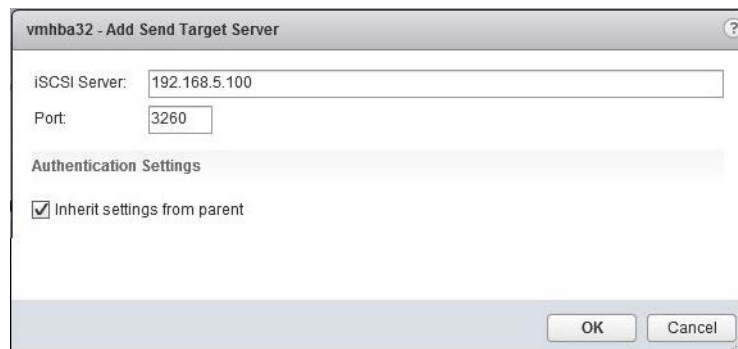 vmhba32 - Add Send Target Server ?
iSCSI Server: 192.168.5.100
Port: 3260
Authentication Settings
Inherit settings from parent
OK Cancel